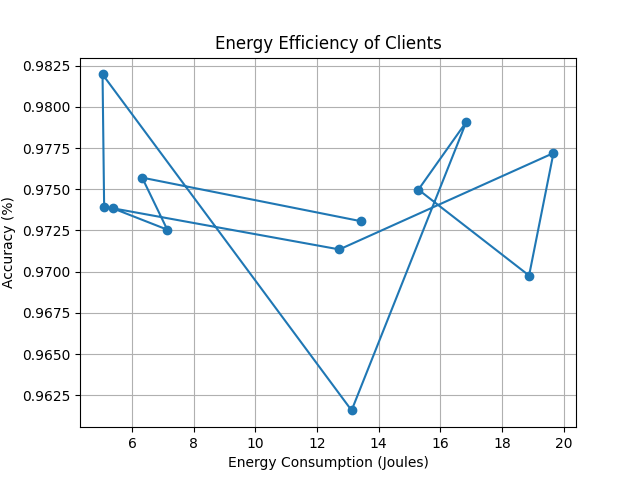 Energy Efficiency of Clients
0.9825
0.9800
0.9775
0.9750
0.9725
0.9700
0.9675
0.9650
0.9625
Accuracy (%)
6 8 10 12 14 16 18 20
Energy Consumption (Joules)